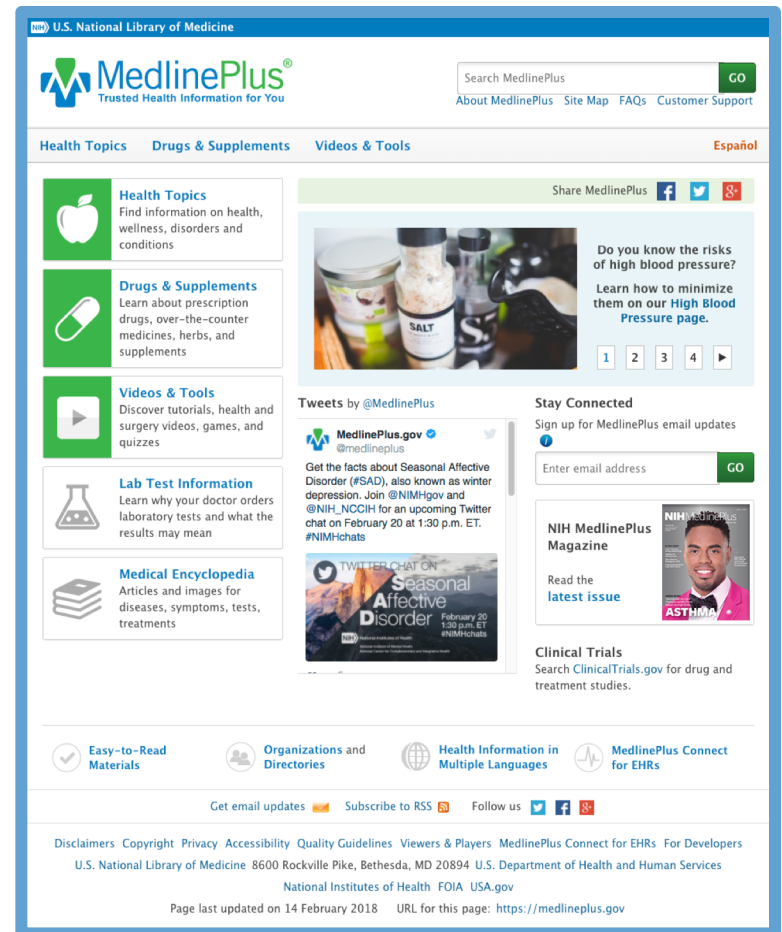 NIH U.S. National Library of Medicine
MedlinePlus®
Trusted Health Information for You
Search MedlinePlus GO
About MedlinePlus Site Map FAQs Customer Support
Health Topics Drugs & Supplements Videos & Tools Español
Health Topics
Find information on health,
wellness, disorders and
conditions
Drugs & Supplements
Learn about prescription
drugs, over-the-counter
medicines, herbs, and
supplements
Videos & Tools
Discover tutorials, health and
surgery videos, games, and
quizzes
Lab Test Information
Learn why your doctor orders
laboratory tests and what the
results may mean
Medical Encyclopedia
Articles and images for
diseases, symptoms, tests,
treatments
Share MedlinePlus
SALT
S
Do you know the risks
of high blood pressure?
Learn how to minimize
them on our High Blood
Pressure page.
1 2 3 4
Tweets by @MedlinePlus
MedlinePlus.gov
@medlineplus
Get the facts about Seasonal Affective
Disorder (#SAD), also known as winter
depression. Join @NIMHgov and
@NIH_NCCIH for an upcoming Twitter
chat on February 20 at 1:30 p.m. ET.
#NIMHchats
TWITTER CHAT ON
Seasonal
Affective
Disorder
February 20
1:30 p.m. ET
#NIMHchats
NIH National Institutes of Health
Stay Connected
Sign up for MedlinePlus email updates
Enter email address GO
NIH MedlinePlus
Magazine
Read the
latest issue
NIH MedlinePlus
ASTHMA
Clinical Trials
Search ClinicalTrials.gov for drug and
treatment studies.
Easy-to-Read
Materials
Organizations and
Directories
Health Information in
Multiple Languages
MedlinePlus Connect
for EHRs
Get email updates Subscribe to RSS Follow us
Disclaimers Copyright Privacy Accessibility Quality Guidelines Viewers & Players MedlinePlus Connect for EHRs For Developers
U.S. National Library of Medicine 8600 Rockville Pike, Bethesda, MD 20894 U.S. Department of Health and Human Services
National Institutes of Health FOIA USA.gov
Page last updated on 14 February 2018 URL for this page: https://medlineplus.gov